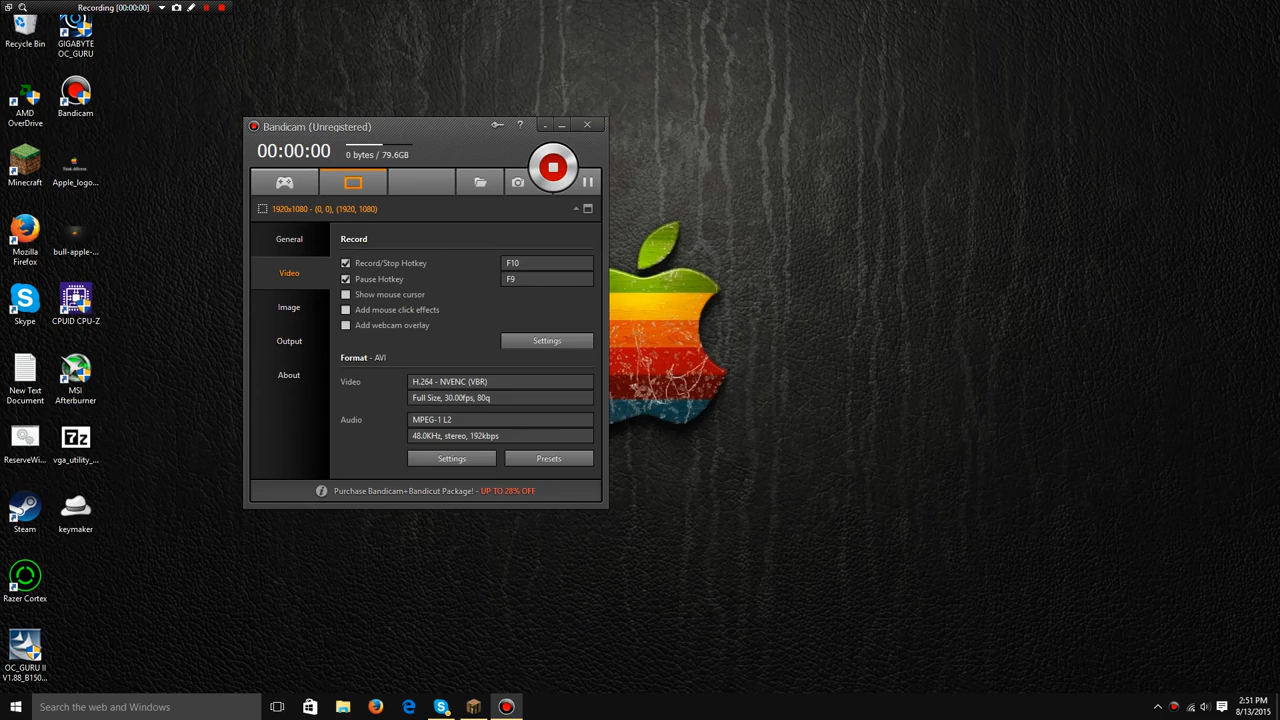 Recording [00:00:00]
Recycle Bin
GIGABYTE
OC_GURU
AMD
OverDrive
Bandicam
Minecraft
Apple_logo...
Mozilla
Firefox
bull-apple-...
Skype
CPUID CPU-Z
New Text
Document
MSI
Afterburner
ReserveWi...
7z
vga_utility_...
Steam
keymaker
Razer Cortex
OC_GURU II
V1.88_B150...
Bandicam (Unregistered)
?
00:00:00
0 bytes / 79.6GB
1920x1080 - (0, 0), (1920, 1080)
General
Video
Image
Output
About
Record
Record/Stop Hotkey
F10
Pause Hotkey
F9
Show mouse cursor
Add mouse click effects
Add webcam overlay
Settings
Format - AVI
Video
H.264 - NVENC (VBR)
Full Size, 30.00fps, 80q
Audio
MPEG-1 L2
48.0KHz, stereo, 192kbps
Settings
Presets
Purchase Bandicam+Bandicut Package! - UP TO 28% OFF
Search the web and Windows
2:51 PM
8/13/2015